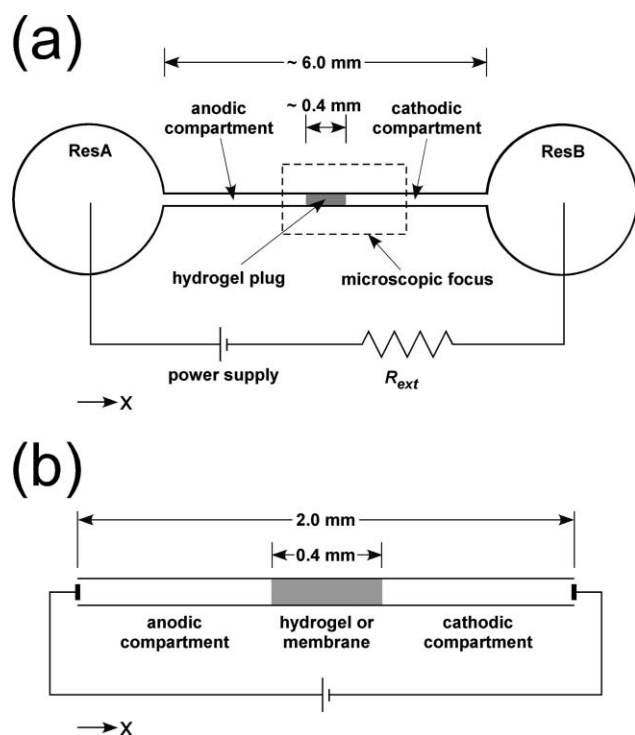 (a)
~ 6.0 mm
anodic
compartment
~ 0.4 mm
cathodic
compartment
ResA
ResB
hydrogel plug
microscopic focus
power supply
Rext
X
(b)
2.0 mm
0.4 mm
anodic
compartment
hydrogel or
membrane
cathodic
compartment
X